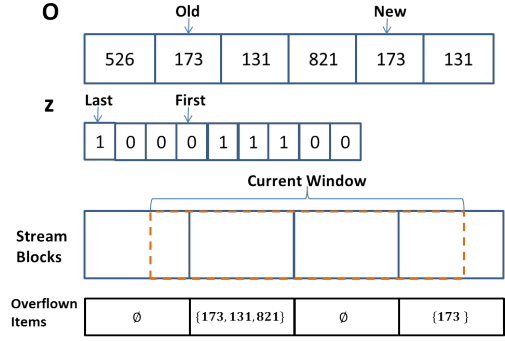 O
Old New
526 173 131 821 173 131
z
Last First
1 0 0 0 1 1 1 0 0
Current Window
Stream
Blocks
Overflown
Items
∅ {173,131,821} ∅ {173 }